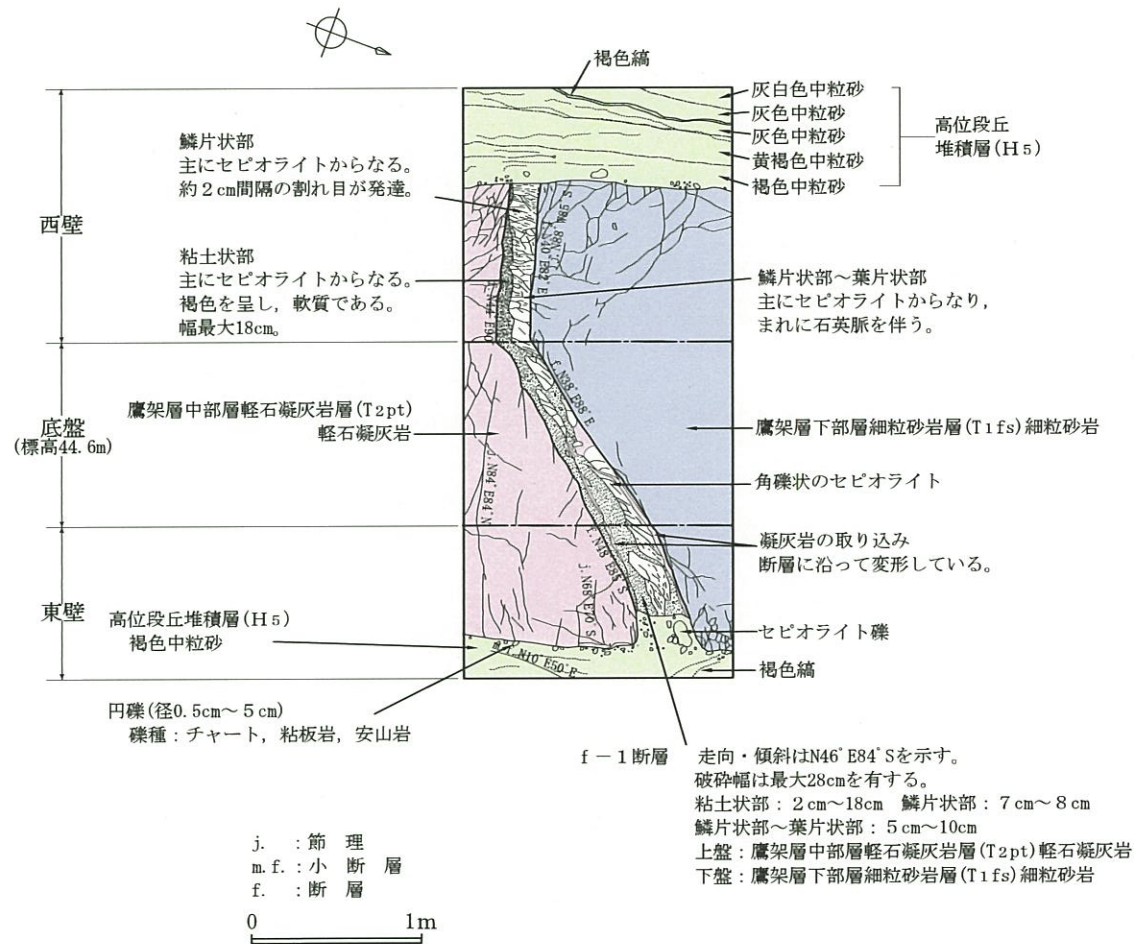 褐色縞
灰白色中粒砂
灰色中粒砂
灰色中粒砂
黄褐色中粒砂
褐色中粒砂
高位段丘
堆積層(H5)
鱗片状部
主にセピオライトからなる。
約2cm間隔の割れ目が発達。
西壁
粘土状部
主にセピオライトからなる。
褐色を呈し，軟質である。
幅最大18cm。
鱗片状部～葉片状部
主にセピオライトからなり，
まれに石英脈を伴う。
f.N38°E88°E
鷹架層中部層軽石凝灰岩層(T2pt)
軽石凝灰岩
底盤
(標高44.6m)
鷹架層下部層細粒砂岩層(T1fs)細粒砂岩
j.N84°E84°N
角礫状のセピオライト
凝灰岩の取り込み
断層に沿って変形している。
f.N48°E85°S
j.N68°E70°S
東壁
高位段丘堆積層(H5)
褐色中粒砂
セピオライト礫
m.f.N10°E50°E
褐色縞
円礫(径0.5cm～5cm)
礫種：チャート，粘板岩，安山岩
f－1断層 走向・傾斜はN46°E84°Sを示す。
破砕幅は最大28cmを有する。
粘土状部：2cm～18cm 鱗片状部：7cm～8cm
鱗片状部～葉片状部：5cm～10cm
上盤：鷹架層中部層軽石凝灰岩層(T2pt)軽石凝灰岩
下盤：鷹架層下部層細粒砂岩層(T1fs)細粒砂岩
j. ：節 理
m.f.：小 断 層
f. ：断 層
0 1m